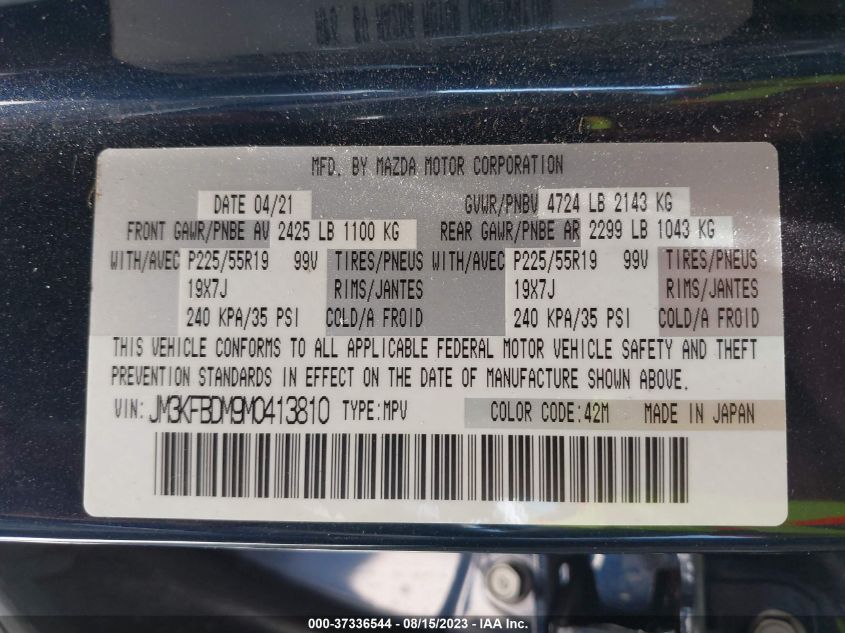 MFD. BY MAZDA MOTOR CORPORATION
DATE 04/21 GVWR/PNBV 4724 LB 2143 KG
FRONT GAWR/PNBE AV 2425 LB 1100 KG REAR GAWR/PNBE AR 2299 LB 1043 KG
WITH/AVEC P225/55R19 99V TIRES/PNEUS WITH/AVEC P225/55R19 99V TIRES/PNEUS
19X7J RIMS/JANTES 19X7J RIMS/JANTES
240 KPA/35 PSI COLD/A FROID 240 KPA/35 PSI COLD/A FROID
THIS VEHICLE CONFORMS TO ALL APPLICABLE FEDERAL MOTOR VEHICLE SAFETY AND THEFT
PREVENTION STANDARDS IN EFFECT ON THE DATE OF MANUFACTURE SHOWN ABOVE.
VIN: JM3KFBDM9M0413810 TYPE:MPV COLOR CODE:42M MADE IN JAPAN
000-37336544 - 08/15/2023 - IAA Inc.